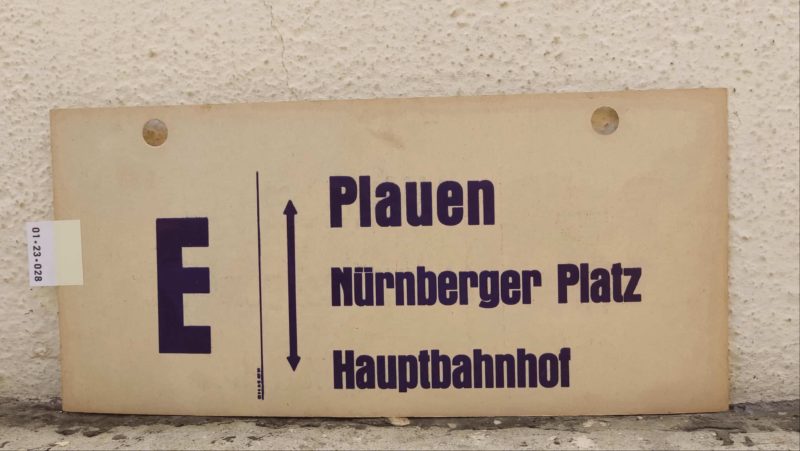 E
Plauen
Nürnberger Platz
Hauptbahnhof
01•23•028